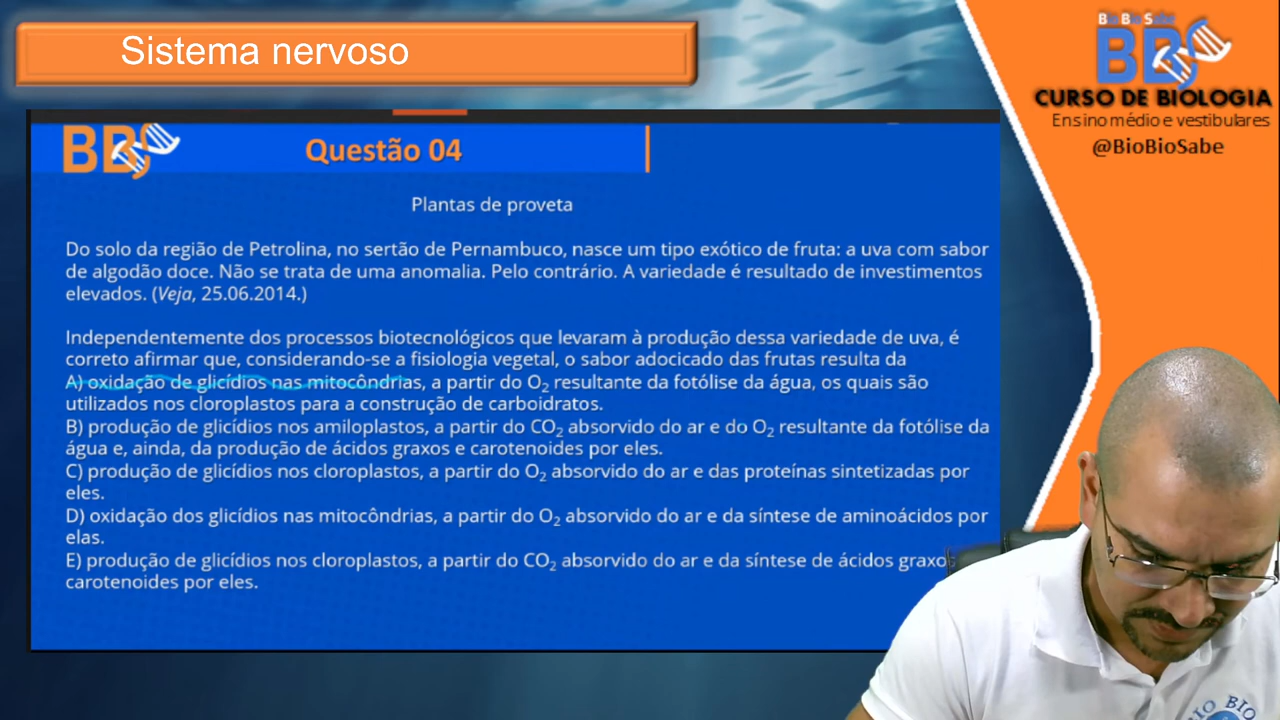 Sistema nervoso
Bio Bio Sabe
BBS
CURSO DE BIOLOGIA
Ensino médio e vestibulares
@BioBioSabe
BBS
Questão 04
Plantas de proveta
Do solo da região de Petrolina, no sertão de Pernambuco, nasce um tipo exótico de fruta: a uva com sabor
de algodão doce. Não se trata de uma anomalia. Pelo contrário. A variedade é resultado de investimentos
elevados. (Veja, 25.06.2014.)
Independentemente dos processos biotecnológicos que levaram à produção dessa variedade de uva, é
correto afirmar que, considerando-se a fisiologia vegetal, o sabor adocicado das frutas resulta da
A) oxidação de glicídios nas mitocôndrias, a partir do O₂ resultante da fotólise da água, os quais são
utilizados nos cloroplastos para a construção de carboidratos.
B) produção de glicídios nos amiloplastos, a partir do CO₂ absorvido do ar e do O₂ resultante da fotólise da
água e, ainda, da produção de ácidos graxos e carotenoides por eles.
C) produção de glicídios nos cloroplastos, a partir do O₂ absorvido do ar e das proteínas sintetizadas por
eles.
D) oxidação dos glicídios nas mitocôndrias, a partir do O₂ absorvido do ar e da síntese de aminoácidos por
elas.
E) produção de glicídios nos cloroplastos, a partir do CO₂ absorvido do ar e da síntese de ácidos graxo
carotenoides por eles.
BIO BIO